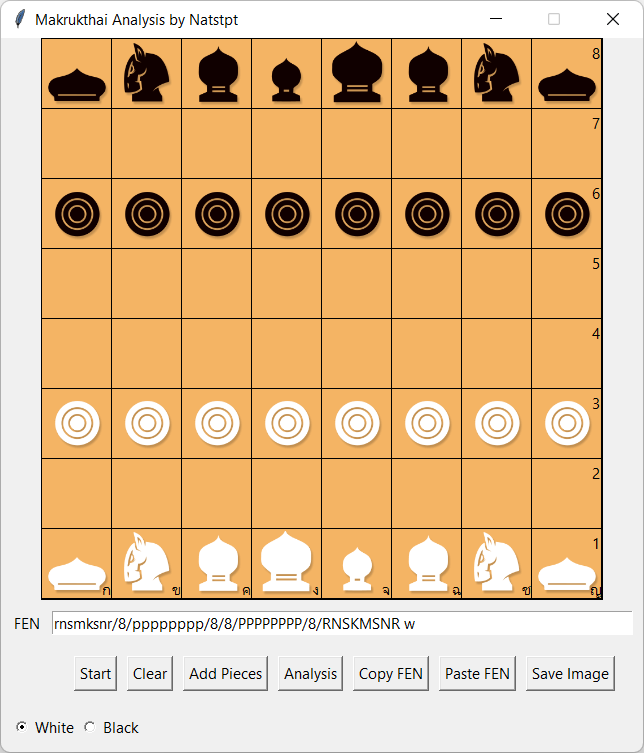 Makrukthai Analysis by Natstpt
8
7
6
5
4
3
2
1
ก ข ค ง จ ฉ ช ญ
FEN rnsmksnr/8/pppppppp/8/8/PPPPPPPP/8/RNSKMSNR w
Start Clear Add Pieces Analysis Copy FEN Paste FEN Save Image
White Black